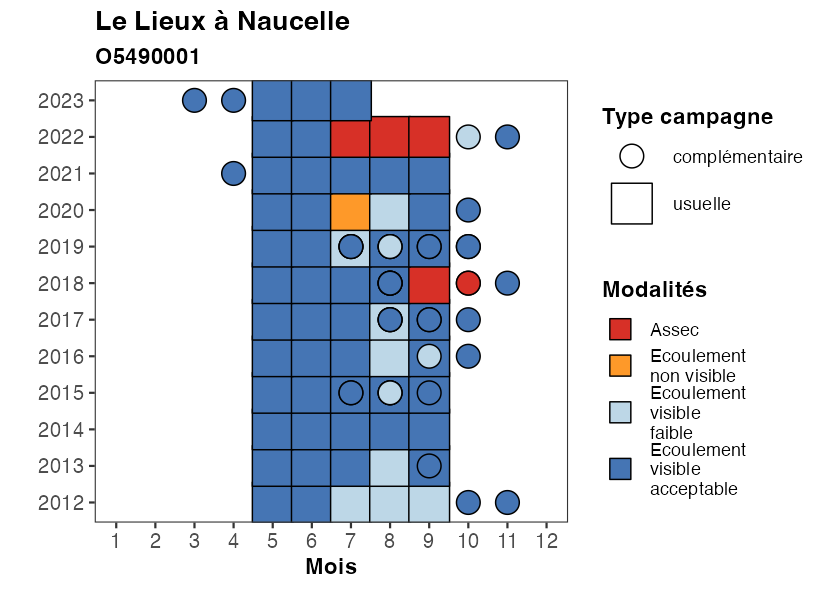 Le Lieux à Naucelle
O5490001
2023
2022
2021
2020
2019
2018
2017
2016
2015
2014
2013
2012
1 2 3 4 5 6 7 8 9 10 11 12
Mois
Type campagne
complémentaire
usuelle
Modalités
Assec
Ecoulement
non visible
Ecoulement
visible
faible
Ecoulement
visible
acceptable